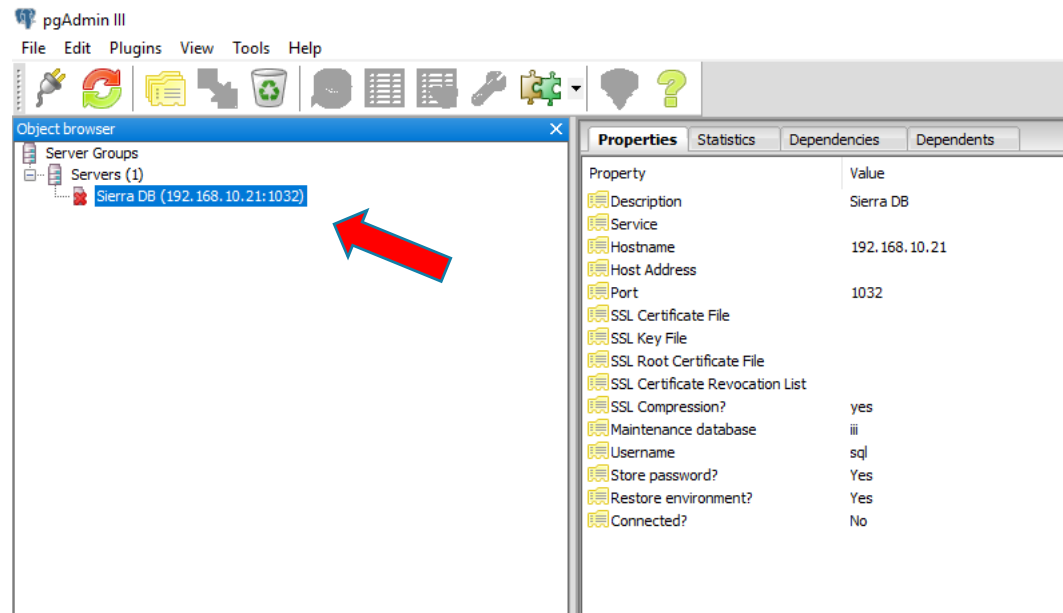 pgAdmin III
File Edit Plugins View Tools Help
Object browser
Server Groups
Servers (1)
Sierra DB (192.168.10.21:1032)
Properties Statistics Dependencies Dependents
Property Value
Description Sierra DB
Service
Hostname 192.168.10.21
Host Address
Port 1032
SSL Certificate File
SSL Key File
SSL Root Certificate File
SSL Certificate Revocation List
SSL Compression? yes
Maintenance database iii
Username sql
Store password? Yes
Restore environment? Yes
Connected? No